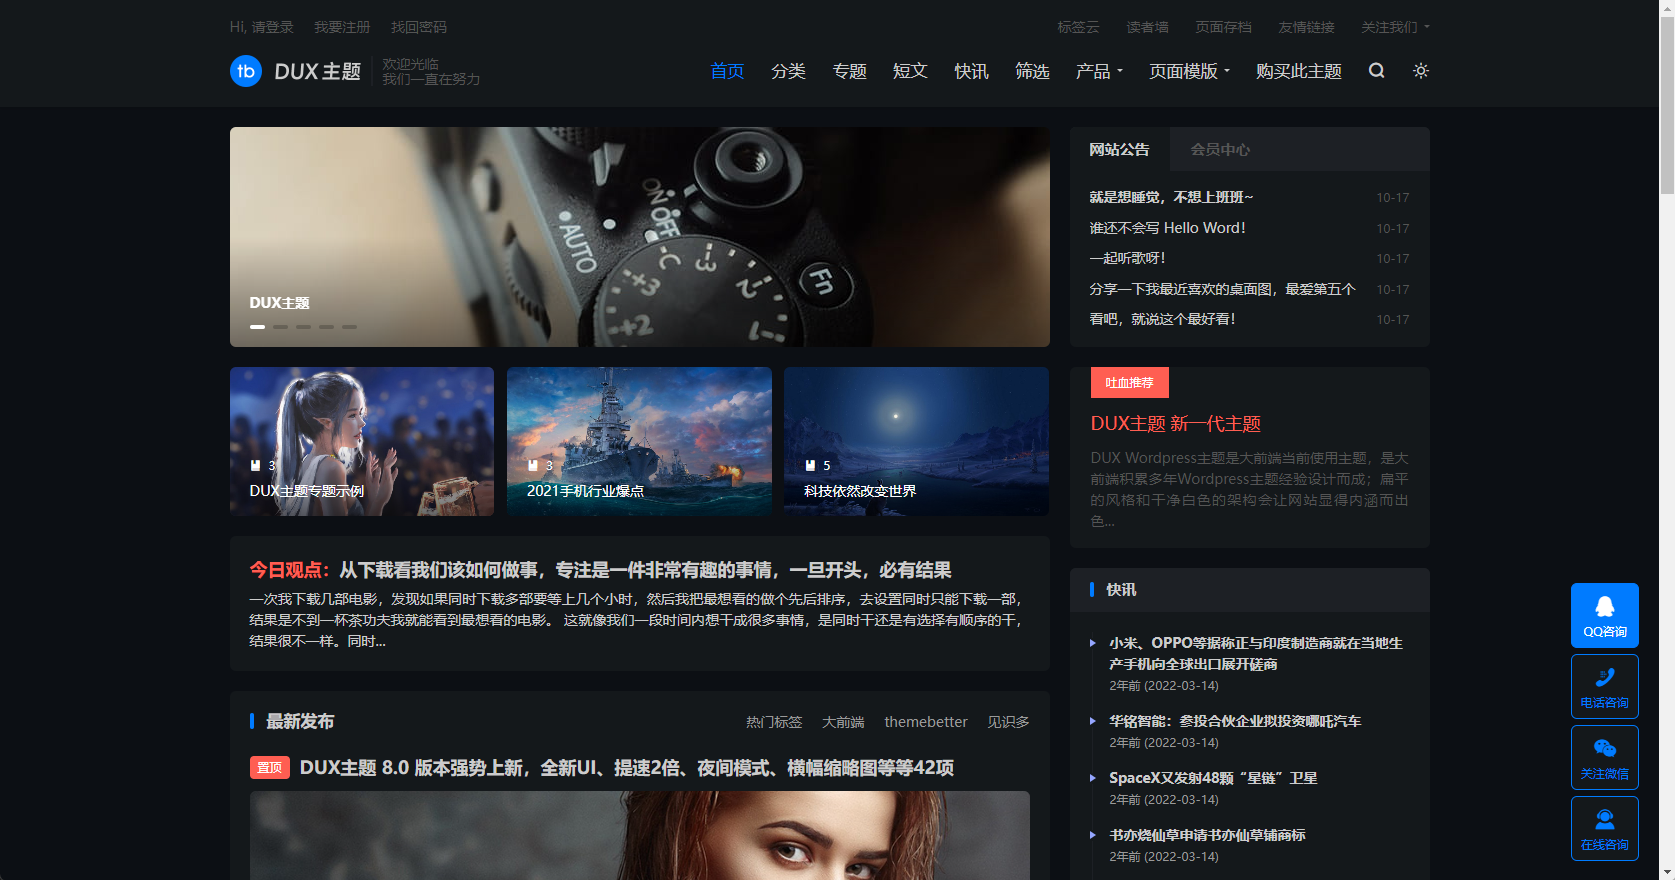 Hi, 请登录 我要注册 找回密码
标签云 读者墙 页面存档 友情链接 关注我们
tb DUX 主题
欢迎光临
我们一直在努力
首页 分类 专题 短文 快讯 筛选 产品 页面模版 购买此主题
ON
OFF
AUTO
Fn
DUX主题
网站公告 会员中心
就是想睡觉，不想上班班~ 10-17
谁还不会写 Hello Word！ 10-17
一起听歌呀！ 10-17
分享一下我最近喜欢的桌面图，最爱第五个 10-17
看吧，就说这个最好看！ 10-17
3
DUX主题专题示例
3
2021手机行业爆点
5
科技依然改变世界
吐血推荐
DUX主题 新一代主题
DUX Wordpress主题是大前端当前使用主题，是大
前端积累多年Wordpress主题经验设计而成；扁平
的风格和干净白色的架构会让网站显得内涵而出
色...
今日观点：从下载看我们该如何做事，专注是一件非常有趣的事情，一旦开头，必有结果
一次我下载几部电影，发现如果同时下载多部要等上几个小时，然后我把最想看的做个先后排序，去设置同时只能下载一部，
结果是不到一杯茶功夫我就能看到最想看的电影。 这就像我们一段时间内想干成很多事情，是同时干还是有选择有顺序的干，
结果很不一样。同时...
最新发布
热门标签 大前端 themebetter 见识多
置顶 DUX主题 8.0 版本强势上新，全新UI、提速2倍、夜间模式、横幅缩略图等等42项
快讯
小米、OPPO等据称正与印度制造商就在当地生
产手机向全球出口展开磋商
2年前 (2022-03-14)
华铭智能：参投合伙企业拟投资哪吒汽车
2年前 (2022-03-14)
SpaceX又发射48颗“星链”卫星
2年前 (2022-03-14)
书亦烧仙草申请书亦仙草铺商标
2年前 (2022-03-14)
QQ咨询
电话咨询
关注微信
在线咨询